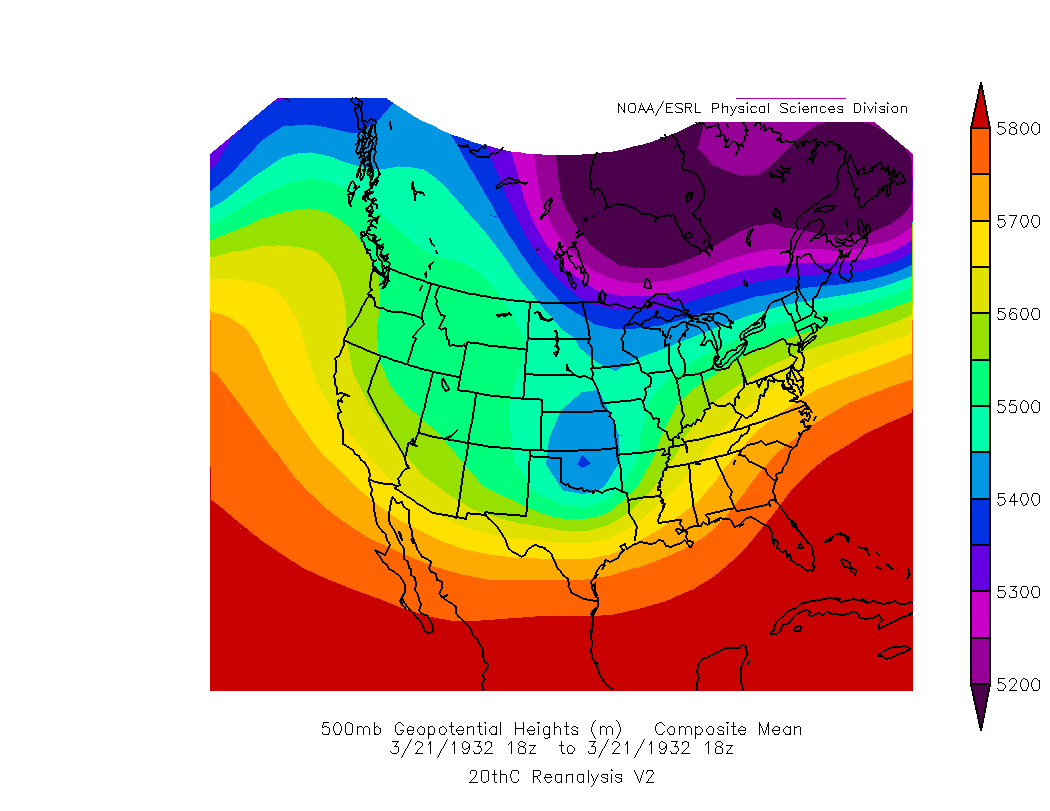 NOAA/ESRL Physical Sciences Division
5800
5700
5600
5500
5400
5300
5200
500mb Geopotential Heights (m) Composite Mean
3/21/1932 18z to 3/21/1932 18z
20thC Reanalysis V2